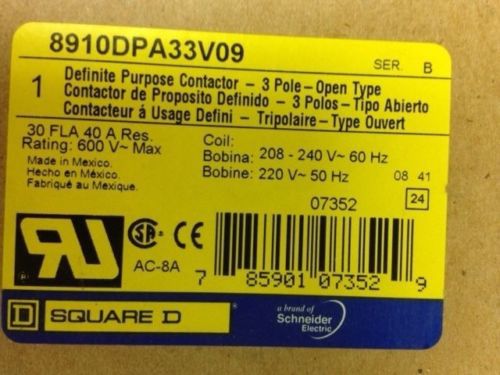 8910DPA33V09
SER. B
1
Definite Purpose Contactor - 3 Pole - Open Type
Contactor de Proposito Definido - 3 Polos - Tipo Abierto
Contacteur á Usage Defini - Tripolaire - Type Ouvert
30 FLA 40 A Res.
Rating: 600 V~ Max
Made in Mexico.
Hecho en México.
Fabriqué au Mexique.
Coil:
Bobina: 208 - 240 V~ 60 Hz
Bobine: 220 V~ 50 Hz
08 41
07352
24
RU
SA CE
AC-8A
7 85901 07352 9
D SQUARE D
a brand of
Schneider
Electric